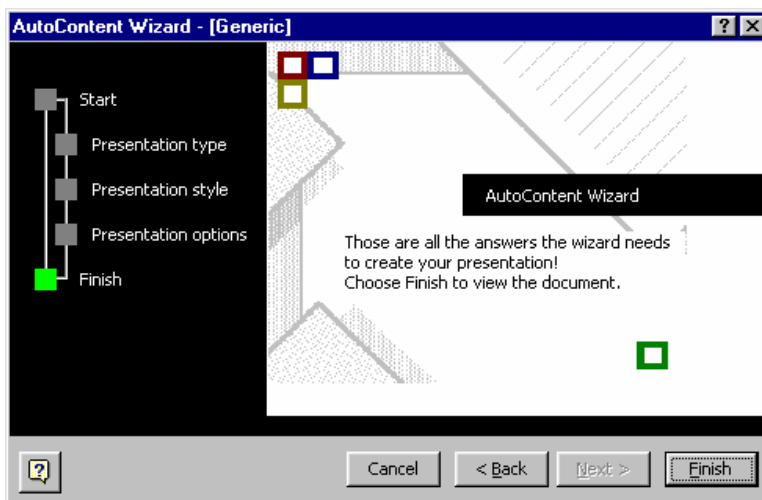 AutoContent Wizard - [Generic]
Start
Presentation type
Presentation style
Presentation options
Finish
AutoContent Wizard
Those are all the answers the wizard needs
to create your presentation!
Choose Finish to view the document.
Cancel
< Back
Next >
Finish